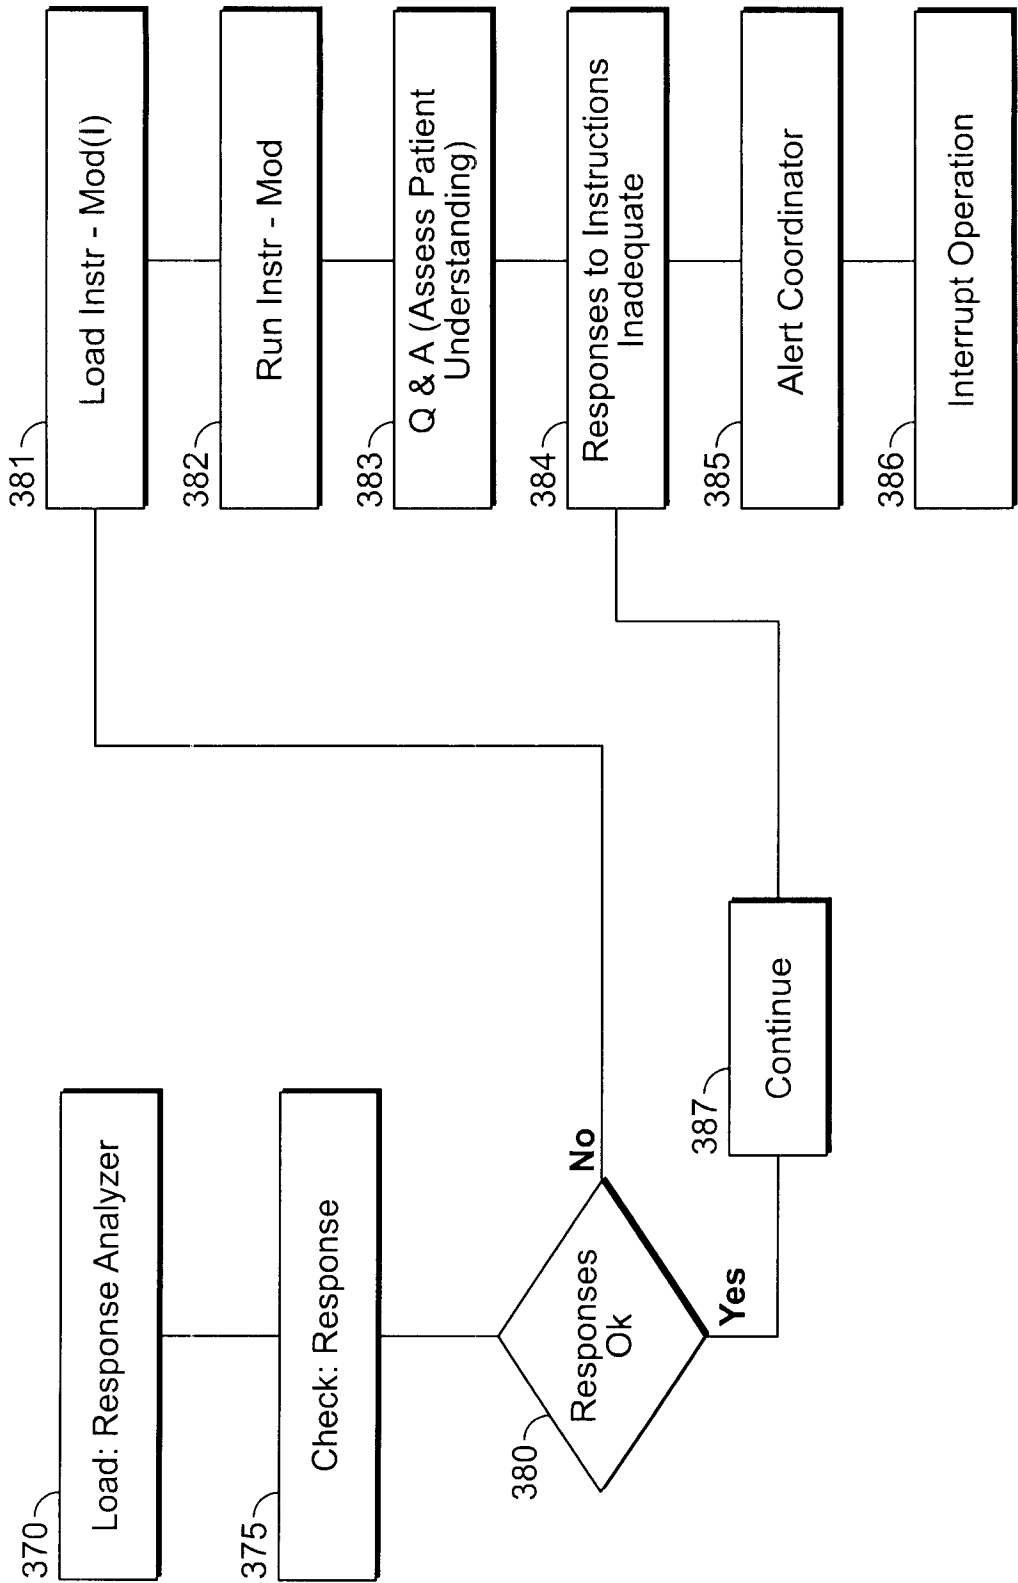 370
Load: Response Analyzer
375
Check: Response
380
Responses
Ok
No
Yes
387
Continue
381
Load Instr - Mod(I)
382
Run Instr - Mod
383
Q & A (Assess Patient
Understanding)
384
Responses to Instructions
Inadequate
385
Alert Coordinator
386
Interrupt Operation